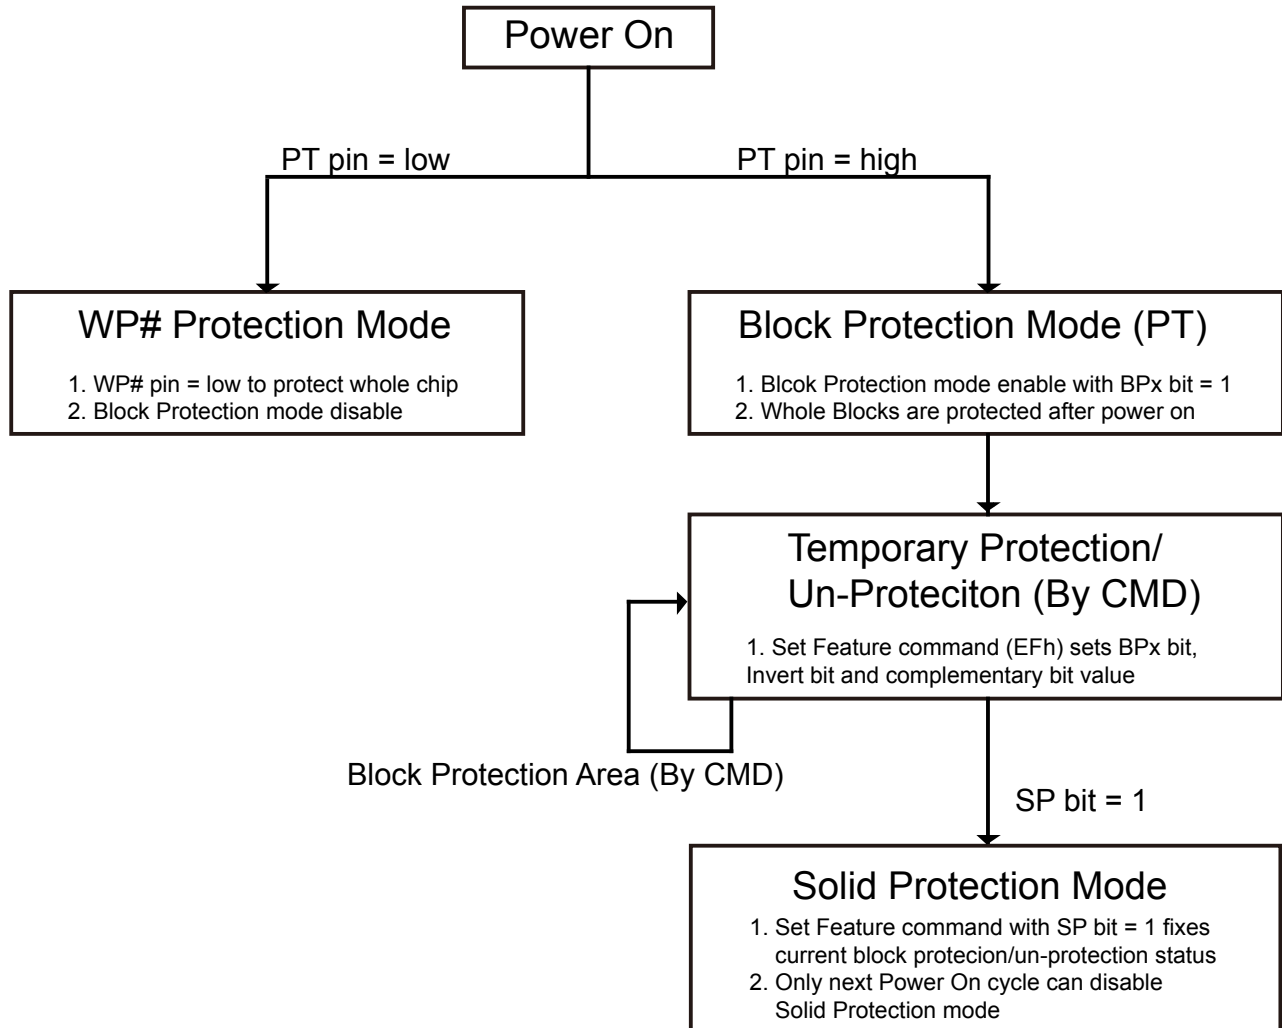 Power On
PT pin = low
PT pin = high
WP# Protection Mode
1. WP# pin = low to protect whole chip
2. Block Protection mode disable
Block Protection Mode (PT)
1. Blcok Protection mode enable with BPx bit = 1
2. Whole Blocks are protected after power on
Temporary Protection/
Un-Proteciton (By CMD)
1. Set Feature command (EFh) sets BPx bit,
Invert bit and complementary bit value
Block Protection Area (By CMD)
SP bit = 1
Solid Protection Mode
1. Set Feature command with SP bit = 1 fixes
current block protecion/un-protection status
2. Only next Power On cycle can disable
Solid Protection mode